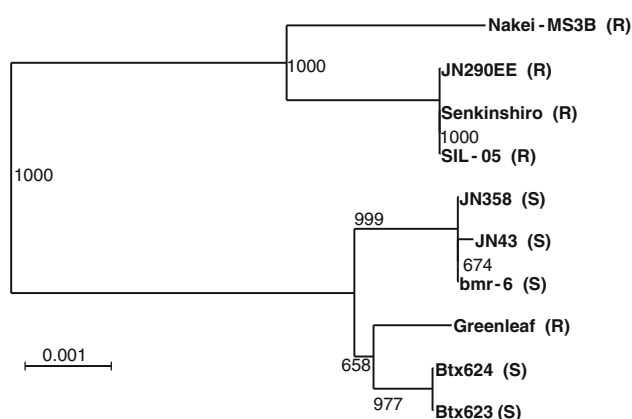 Nakei-MS3B (R)
1000
JN290EE (R)
Senkinshiro (R)
1000
SIL-05 (R)
1000
JN358 (S)
999
JN43 (S)
674
bmr-6 (S)
Greenleaf (R)
0.001
658
Btx624 (S)
977
Btx623 (S)